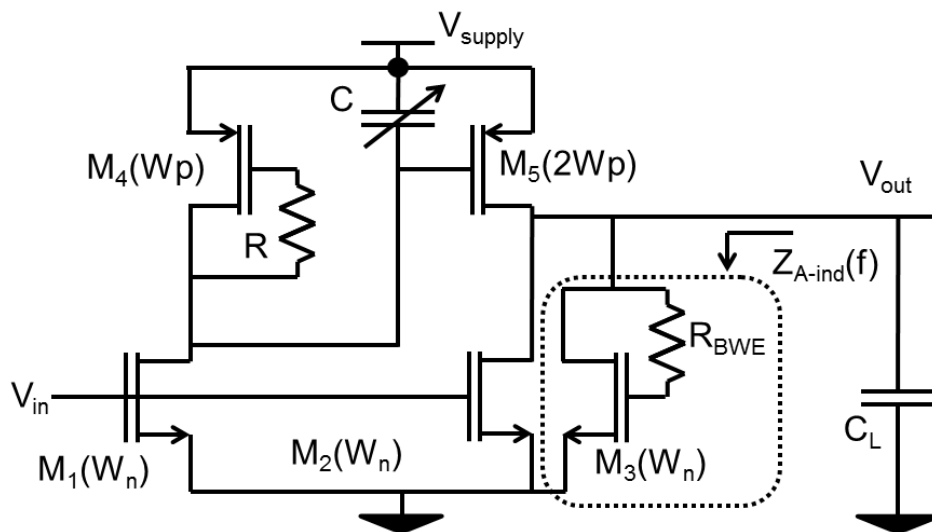 V_supply
C
M_4(Wp)
M_5(2Wp)
V_out
R
Z_A-ind(f)
R_BWE
V_in
C_L
M_1(W_n)
M_2(W_n)
M_3(W_n)